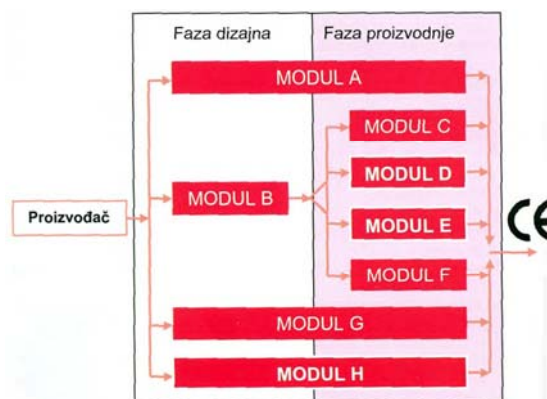 Faza dizajna
Faza proizvodnje
MODUL A
MODUL C
MODUL D
MODUL B
Proizvođač
MODUL E
CE
MODUL F
MODUL G
MODUL H